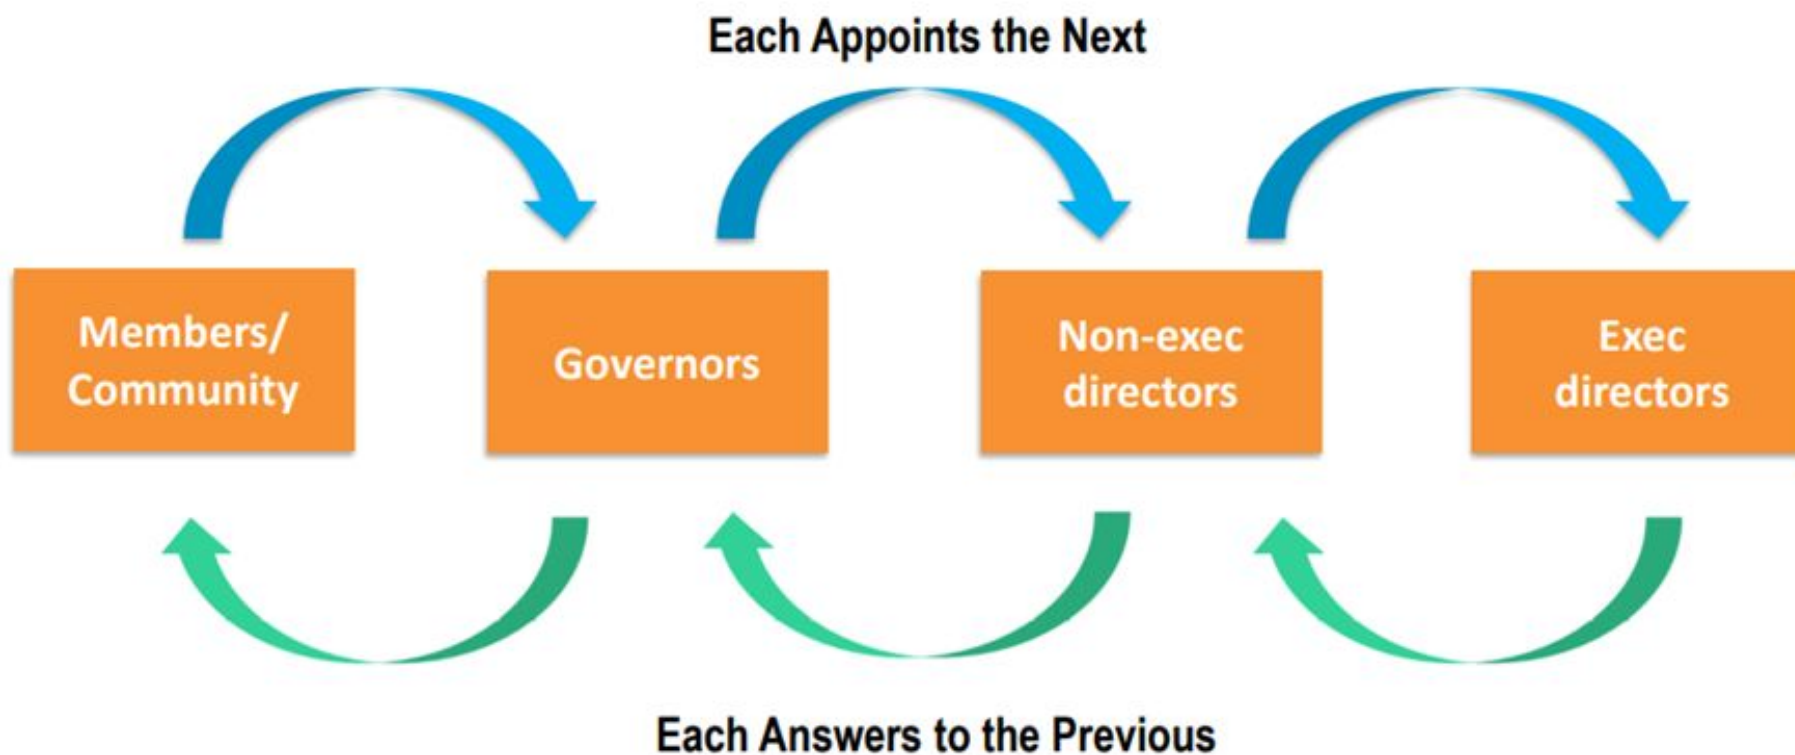 Each Appoints the Next
Members/
Community
Governors
Non-exec
directors
Exec
directors
Each Answers to the Previous